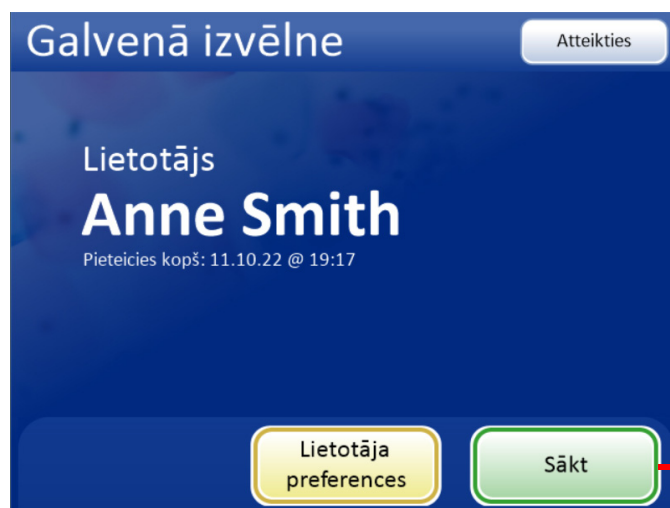 Galvenā izvēlne
Atteikties
Lietotājs
Anne Smith
Pieteicies kopš: 11.10.22 @ 19:17
Lietotāja
preferences
Sākt